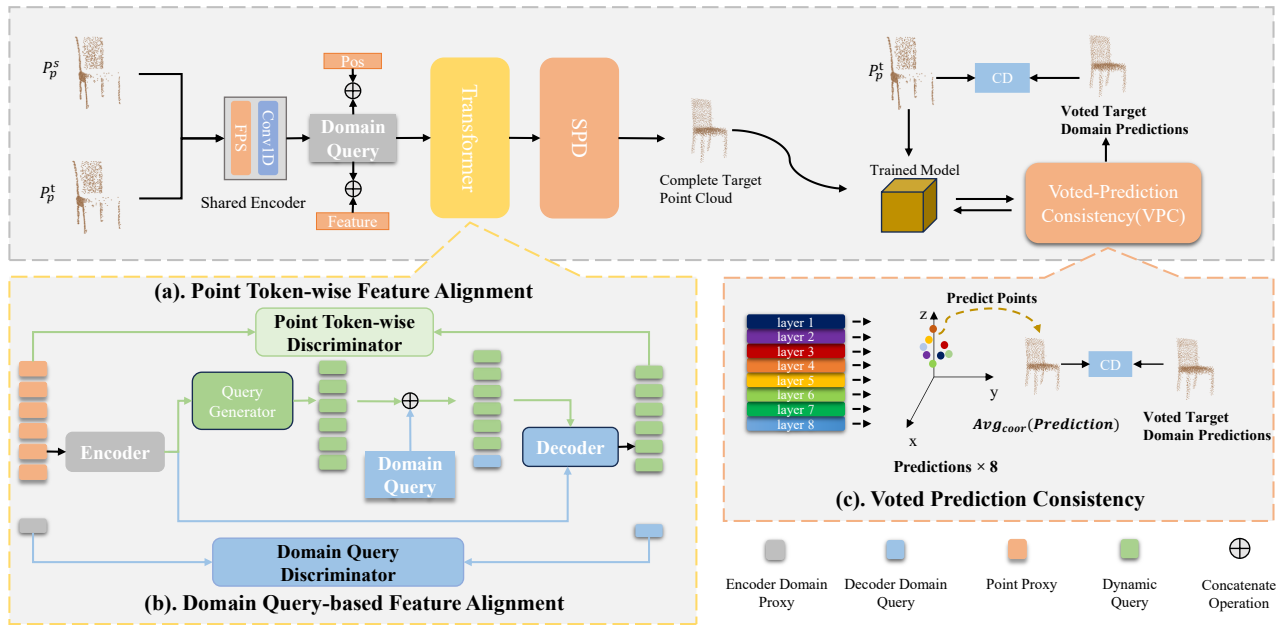 P_p^s
P_p^t
FPS
Conv1D
Shared Encoder
Pos
Domain
Query
Feature
Transformer
SPD
Complete Target
Point Cloud
P_p^t
CD
Voted Target
Domain Predictions
Trained Model
Voted-Prediction
Consistency(VPC)
(a). Point Token-wise Feature Alignment
Point Token-wise
Discriminator
Query
Generator
Encoder
Domain
Query
Decoder
Domain Query
Discriminator
(b). Domain Query-based Feature Alignment
layer 1
layer 2
layer 3
layer 4
layer 5
layer 6
layer 7
layer 8
Predict Points
z
y
x
CD
Avg_coor(Prediction)
Voted Target
Domain Predictions
Predictions × 8
(c). Voted Prediction Consistency
Encoder Domain
Proxy
Decoder Domain
Query
Point Proxy
Dynamic
Query
Concatenate
Operation